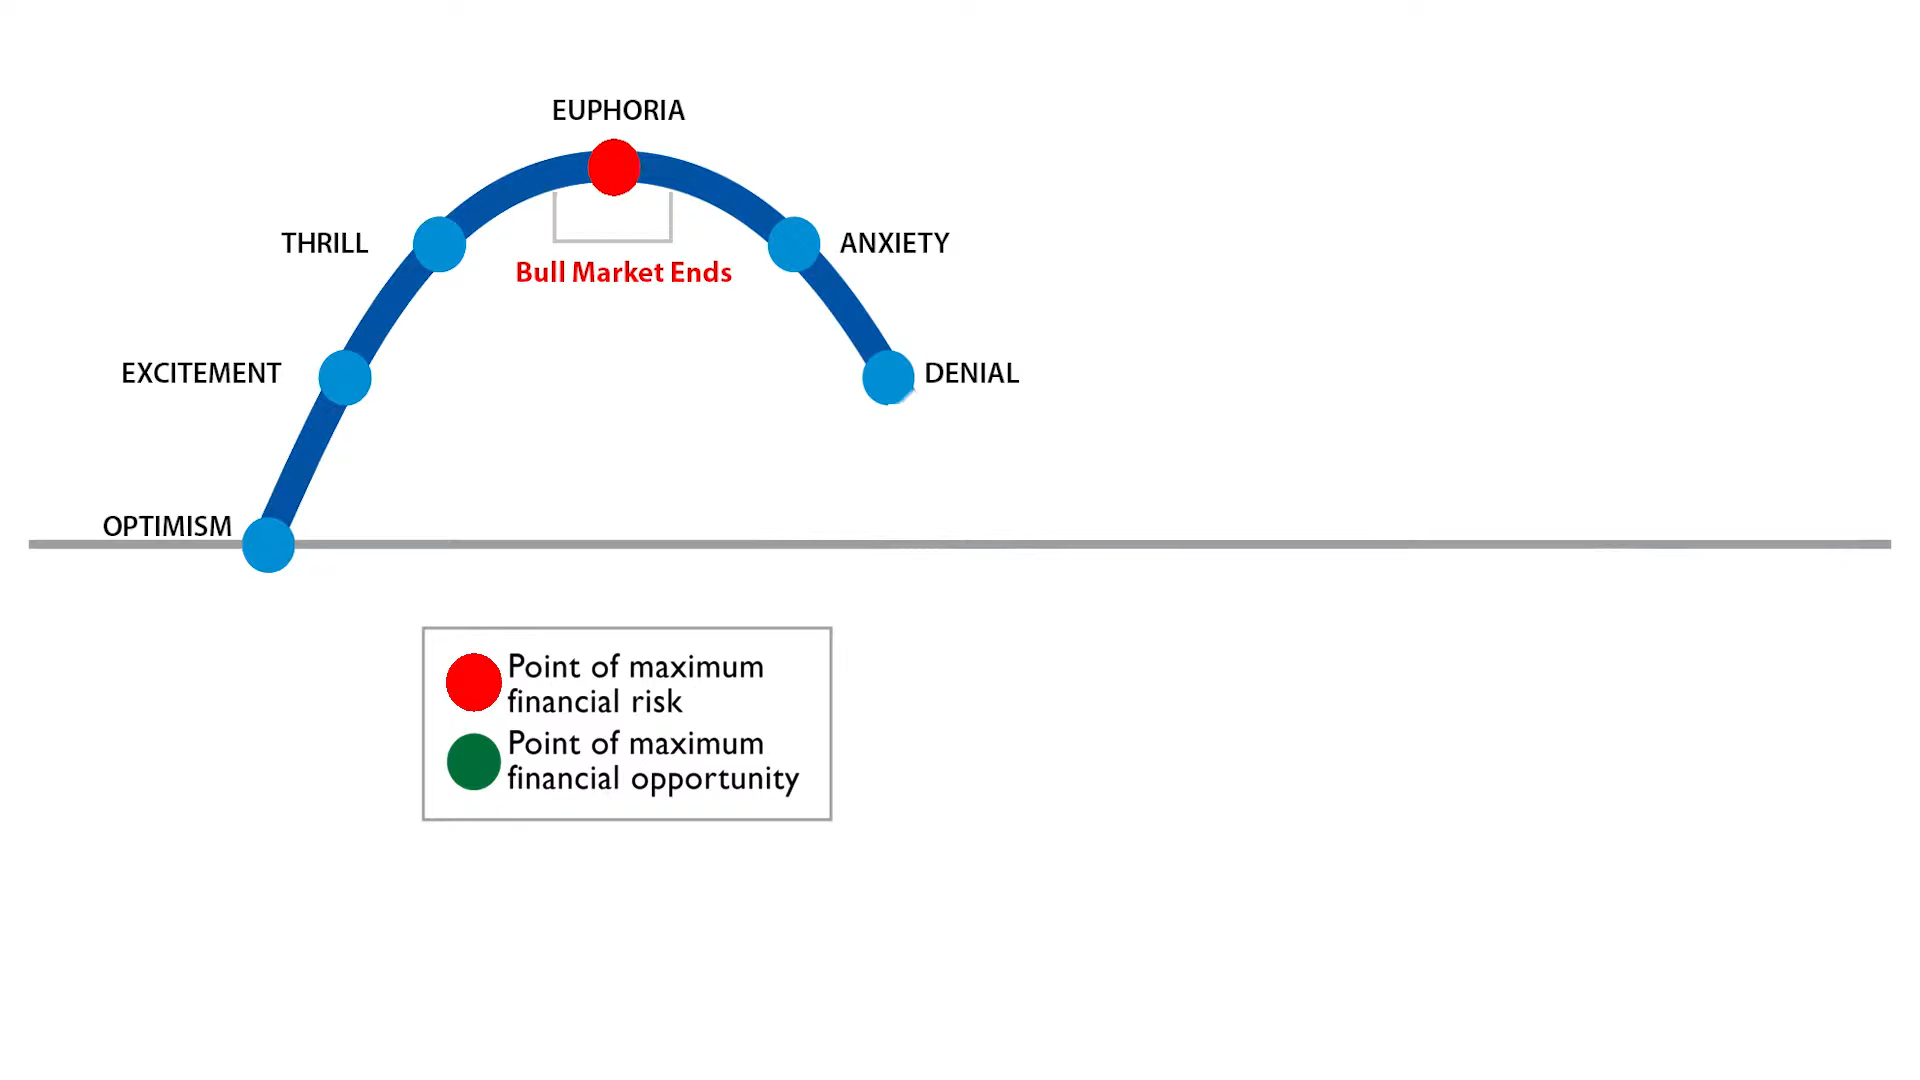 EUPHORIA
THRILL
ANXIETY
Bull Market Ends
EXCITEMENT
DENIAL
OPTIMISM
Point of maximum
financial risk
Point of maximum
financial opportunity